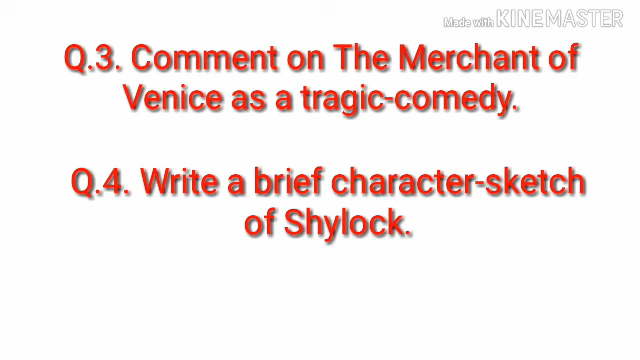 Made with KINEMASTER
Q.3. Comment on The Merchant of
Venice as a tragic-comedy.
Q.4. Write a brief character-sketch
of Shylock.